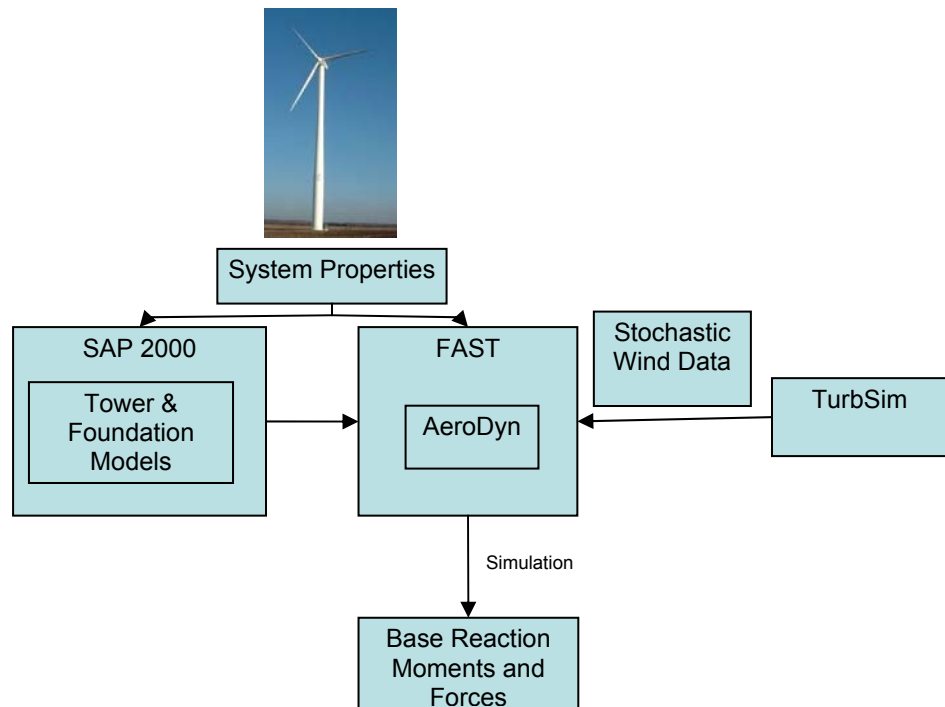 System Properties
SAP 2000
Tower &
Foundation
Models
FAST
AeroDyn
Stochastic
Wind Data
TurbSim
Simulation
Base Reaction
Moments and
Forces